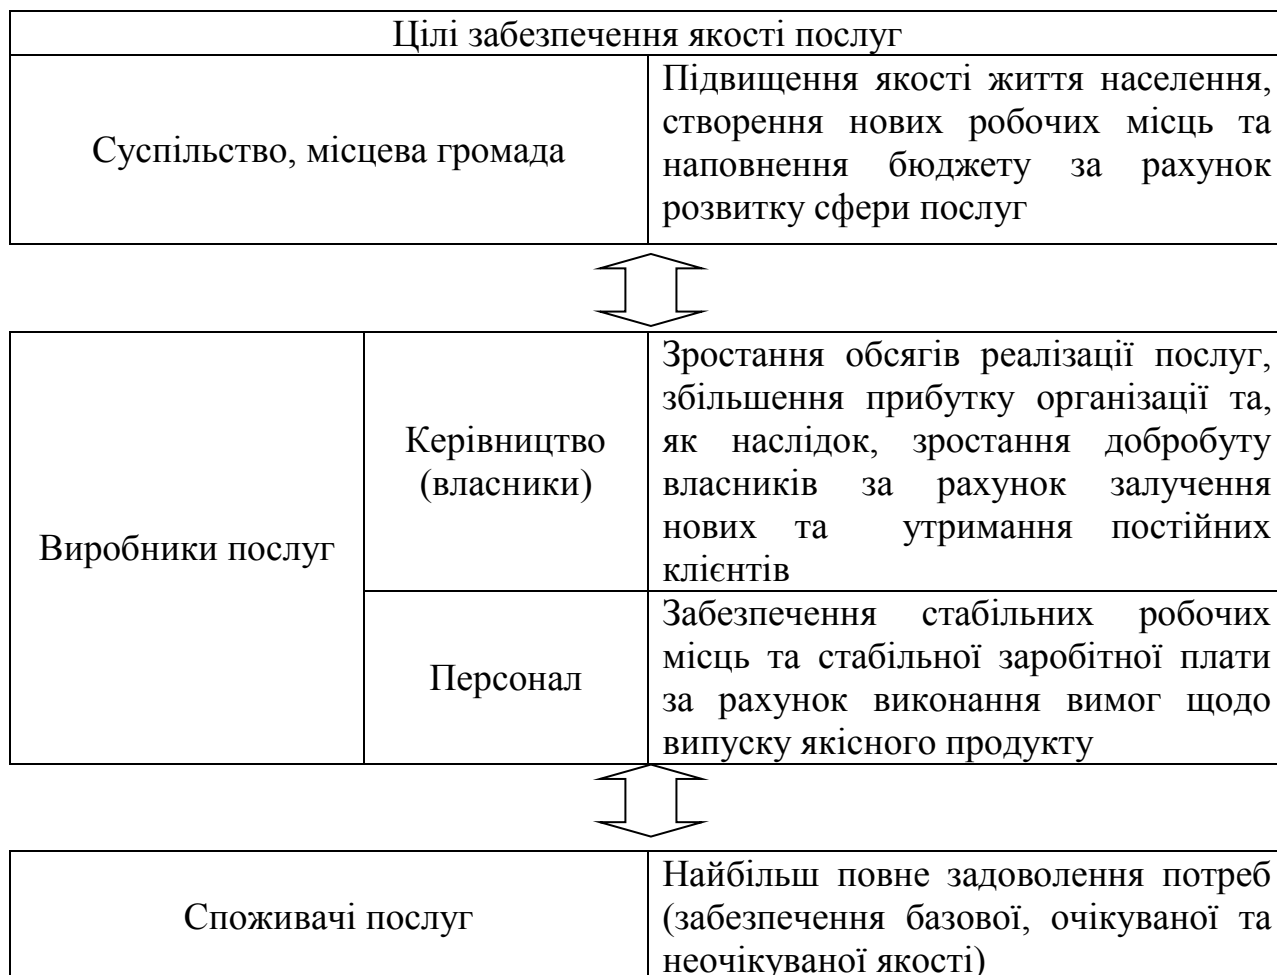 Цілі забезпечення якості послуг
Суспільство, місцева громада
Підвищення якості життя населення,
створення нових робочих місць та
наповнення бюджету за рахунок
розвитку сфери послуг
Виробники послуг
Керівництво
(власники)
Зростання обсягів реалізації послуг,
збільшення прибутку організації та,
як наслідок, зростання добробуту
власників за рахунок залучення
нових та утримання постійних
клієнтів
Персонал
Забезпечення стабільних робочих
місць та стабільної заробітної плати
за рахунок виконання вимог щодо
випуску якісного продукту
Споживачі послуг
Найбільш повне задоволення потреб
(забезпечення базової, очікуваної та
неочікуваної якості)